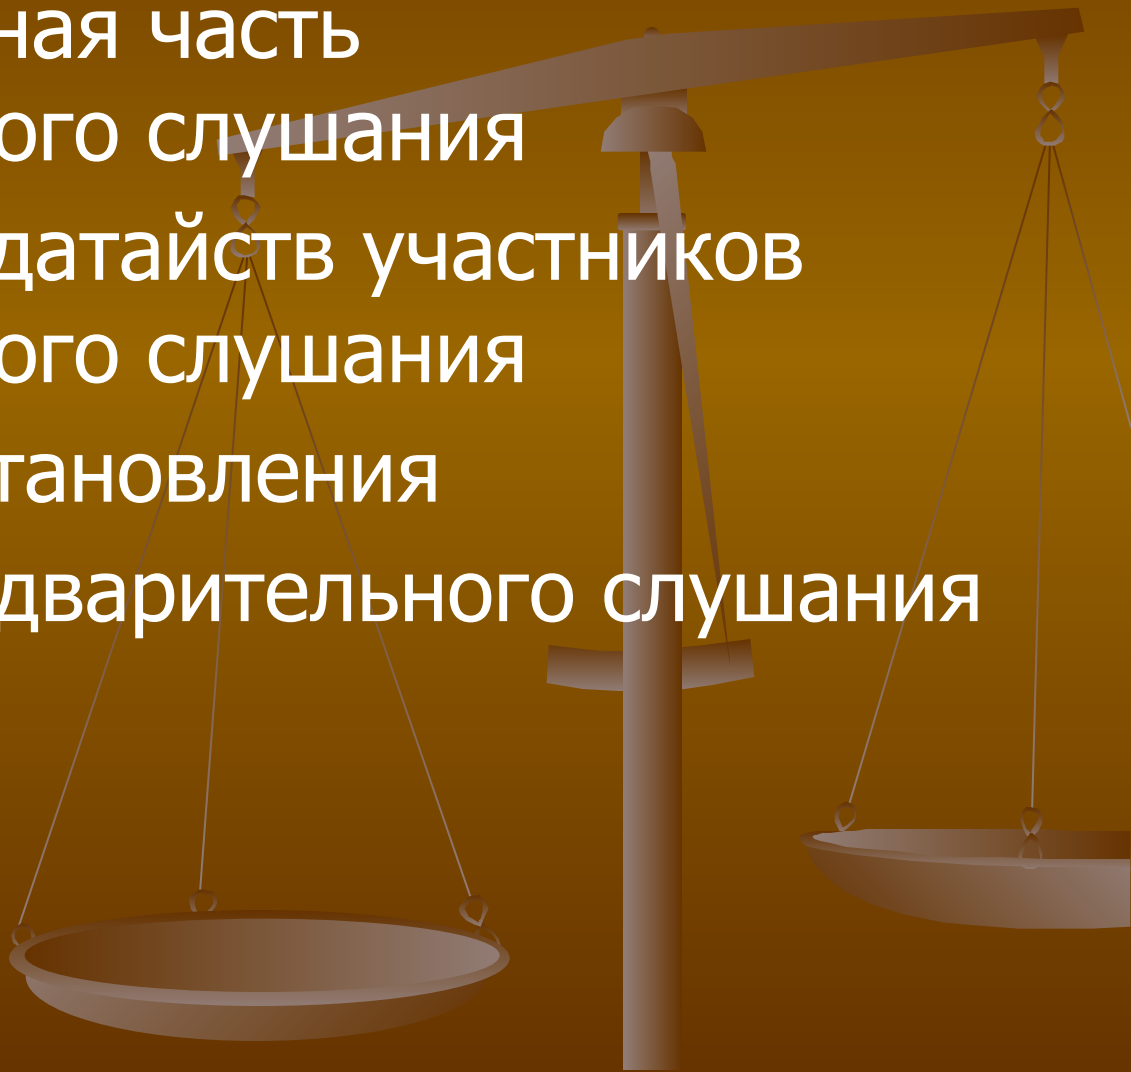 ная часть
ого слушания
датайств участников
ого слушания
тановления
дварительного слушания